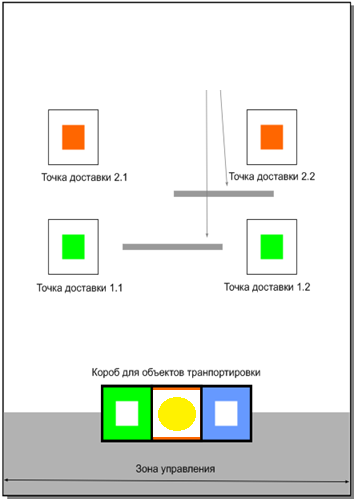 Точка доставки 2.1
Точка доставки 2.2
Точка доставки 1.1
Точка доставки 1.2
Короб для объектов транпортировки
Зона управления